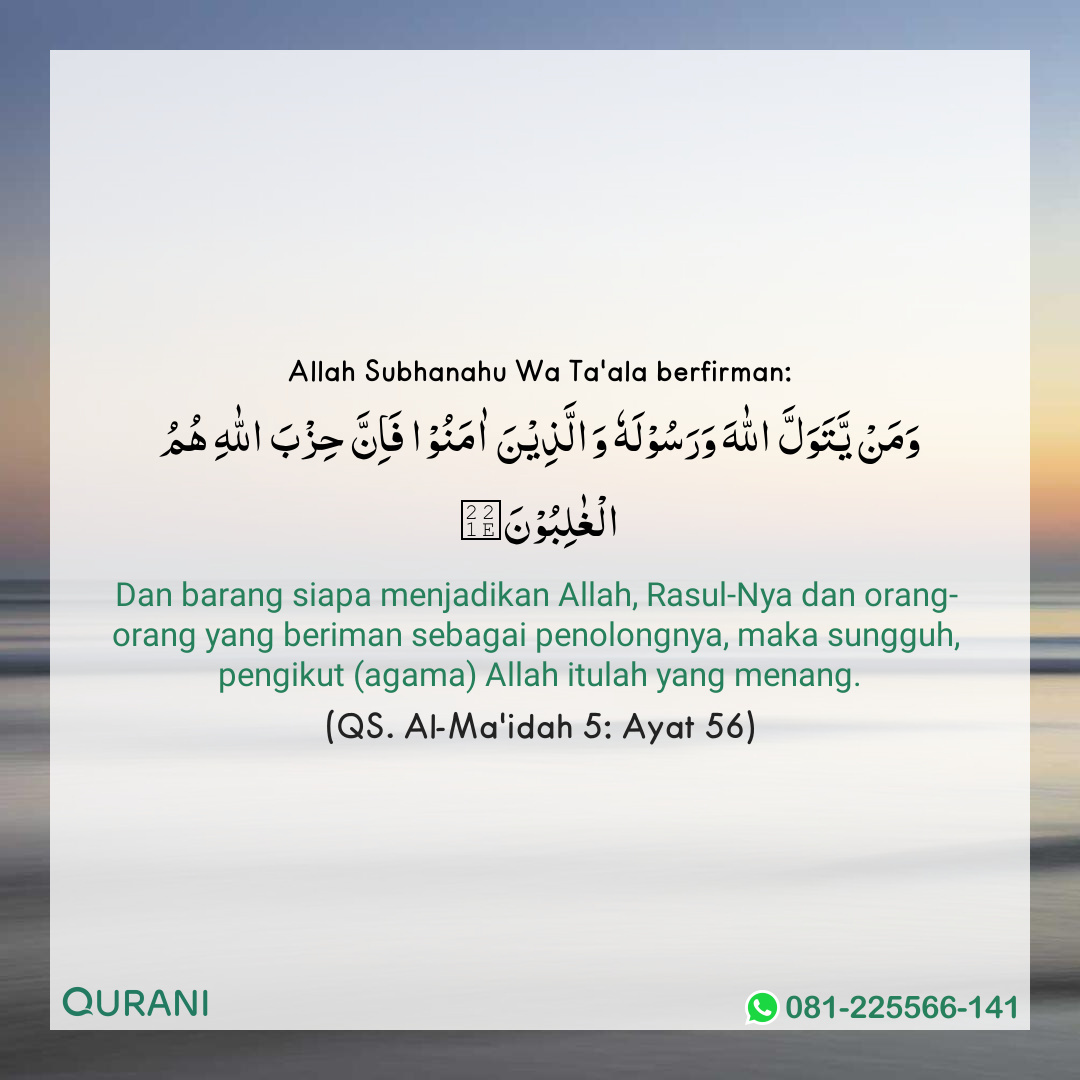 Allah Subhanahu Wa Ta'ala berfirman:
وَمَنْ يَّتَوَلَّ اللّٰهَ وَرَسُوْلَهٗ وَا لَّذِيْنَ اٰمَنُوْا فَاِ نَّ حِزْبَ اللّٰهِ هُمُ
الْغٰلِبُوْنَ
Dan barang siapa menjadikan Allah, Rasul-Nya dan orang-
orang yang beriman sebagai penolongnya, maka sungguh,
pengikut (agama) Allah itulah yang menang.
(QS. Al-Ma'idah 5: Ayat 56)
QURANI
081-225566-141